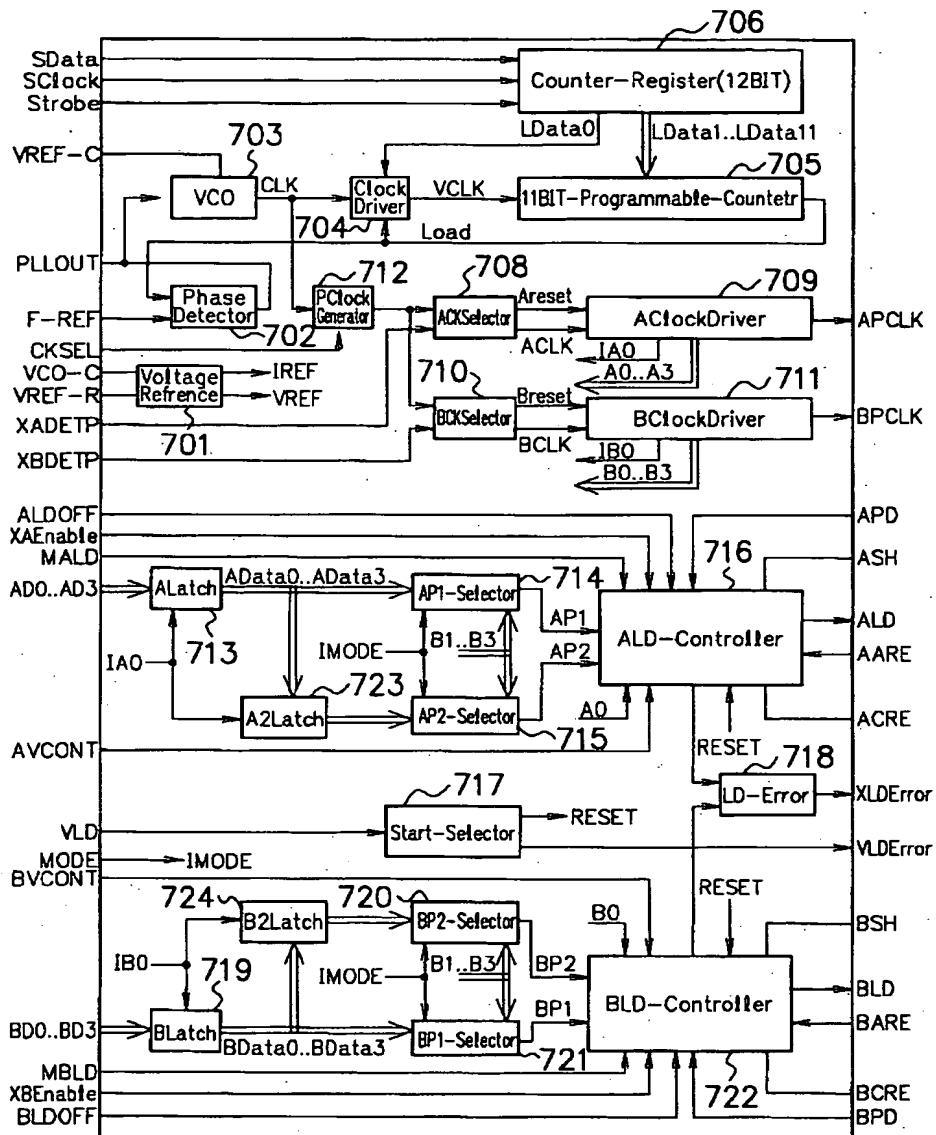 706
SData
SClock
Strobe
Counter-Register(12BIT)
LData0
LData1..LData11
VREF-C
703
705
VCO
CLK
Clock
Driver
704
VCLK
11BIT-Programmable-Countetr
Load
PLLOUT
712
708
709
Phase
Detector
702
PClock
Generator
ACKSelector
Areset
ACLK
AClockDriver
APCLK
F-REF
CKSEL
IA0
A0..A3
VCO-C
VREF-R
Voltage
Refrence
701
IREF
VREF
710
711
BCKSelector
Breset
BCLK
BClockDriver
BPCLK
XADETP
XBDETP
IB0
B0..B3
ALDOFF
XAEnable
MALD
APD
ASH
716
AD0..AD3
ALatch
713
AData0..AData3
714
AP1-Selector
AP1
ALD-Controller
ALD
IA0
IMODE
B1..B3
AP2
AARE
723
A2Latch
AP2-Selector
715
A0
RESET
ACRE
AVCONT
718
LD-Error
XLDError
717
VLD
Start-Selector
RESET
VLDError
MODE
IMODE
BVCONT
724
720
RESET
B2Latch
BP2-Selector
B0
BSH
IB0
719
IMODE
B1..B3
BP2
BLD-Controller
BLD
BD0..BD3
BLatch
BData0..BData3
BP1-Selector
721
BP1
BARE
MBLD
XBEnable
BLDOFF
722
BCRE
BPD